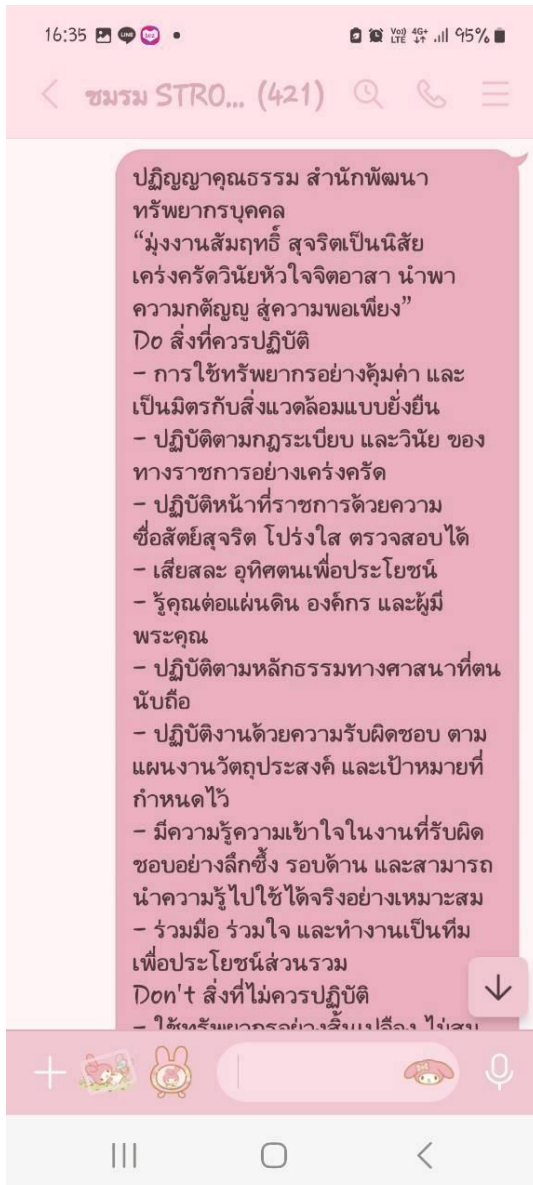 16:35
Voi) 4G+ 95%
LTE
ชมรม STRO... (421)
ปฏิญญาคุณธรรม สำนักพัฒนา
ทรัพยากรบุคคล
“มุ่งงานสัมฤทธิ์ สุจริตเป็นนิสัย
เคร่งครัดวินัยหัวใจจิตอาสา นำพา
ความกตัญญู สู่ความพอเพียง”
Do สิ่งที่ควรปฏิบัติ
- การใช้ทรัพยากรอย่างคุ้มค่า และ
เป็นมิตรกับสิ่งแวดล้อมแบบยั่งยืน
- ปฏิบัติตามกฎระเบียบ และวินัย ของ
ทางราชการอย่างเคร่งครัด
- ปฏิบัติหน้าที่ราชการด้วยความ
ซื่อสัตย์สุจริต โปร่งใส ตรวจสอบได้
- เสียสละ อุทิศตนเพื่อประโยชน์
- รู้คุณต่อแผ่นดิน องค์กร และผู้มี
พระคุณ
- ปฏิบัติตามหลักธรรมทางศาสนาที่ตน
นับถือ
- ปฏิบัติงานด้วยความรับผิดชอบ ตาม
แผนงานวัตถุประสงค์ และเป้าหมายที่
กำหนดไว้
- มีความรู้ความเข้าใจในงานที่รับผิด
ชอบอย่างลึกซึ้ง รอบด้าน และสามารถ
นำความรู้ไปใช้ได้จริงอย่างเหมาะสม
- ร่วมมือ ร่วมใจ และทำงานเป็นทีม
เพื่อประโยชน์ส่วนรวม
Don't สิ่งที่ไม่ควรปฏิบัติ
- ใช้ทรัพยากรอย่างสิ้นเปลือง